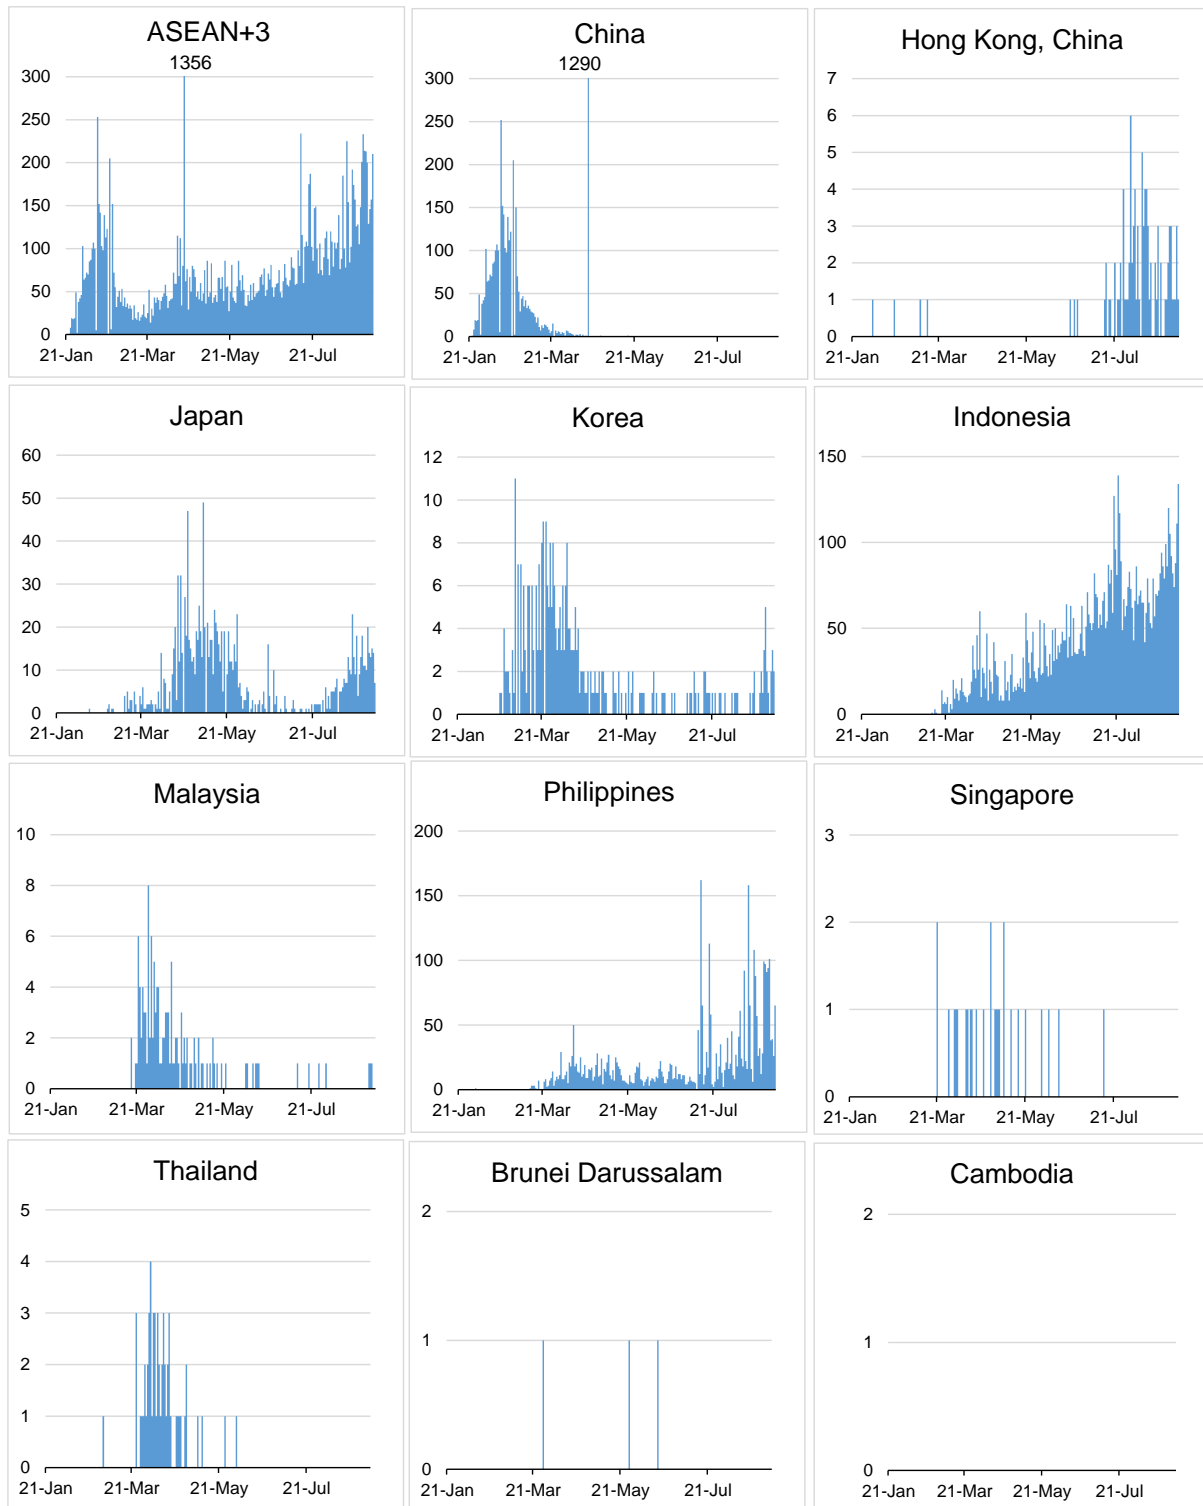 ASEAN+3
1356
300
250
200
150
100
50
0
21-Jan 21-Mar 21-May 21-Jul
China
1290
300
250
200
150
100
50
0
21-Jan 21-Mar 21-May 21-Jul
Hong Kong, China
7
6
5
4
3
2
1
0
21-Jan 21-Mar 21-May 21-Jul
Japan
60
50
40
30
20
10
0
21-Jan 21-Mar 21-May 21-Jul
Korea
12
10
8
6
4
2
0
21-Jan 21-Mar 21-May 21-Jul
Indonesia
150
100
50
0
21-Jan 21-Mar 21-May 21-Jul
Malaysia
10
8
6
4
2
0
21-Jan 21-Mar 21-May 21-Jul
Philippines
200
150
100
50
0
21-Jan 21-Mar 21-May 21-Jul
Singapore
3
2
1
0
21-Jan 21-Mar 21-May 21-Jul
Thailand
5
4
3
2
1
0
21-Jan 21-Mar 21-May 21-Jul
Brunei Darussalam
2
1
0
21-Jan 21-Mar 21-May 21-Jul
Cambodia
2
1
0
21-Jan 21-Mar 21-May 21-Jul